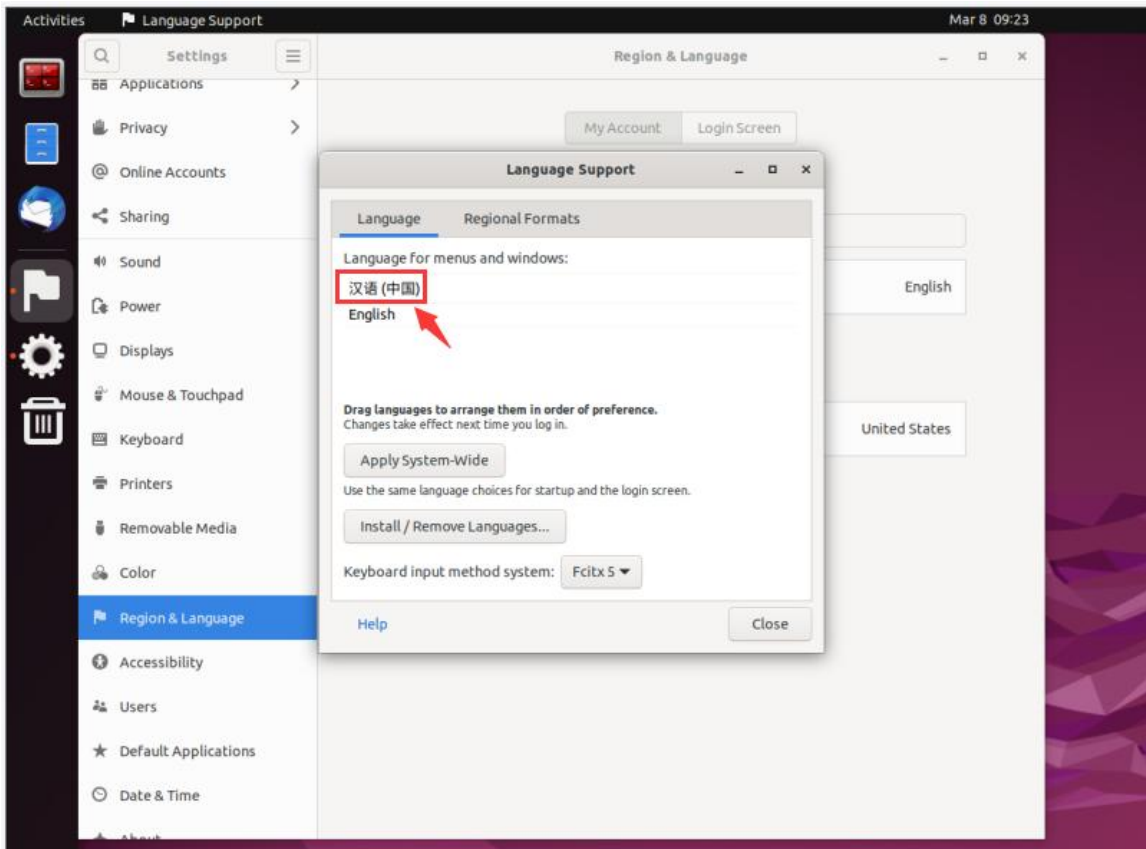 Activities Language Support Mar 8 09:23
Settings
Region & Language
Applications
Privacy
Online Accounts
Sharing
Sound
Power
Displays
Mouse & Touchpad
Keyboard
Printers
Removable Media
Color
Region & Language
Accessibility
Users
Default Applications
Date & Time
About
My Account Login Screen
English
United States
Language Support
Language Regional Formats
Language for menus and windows:
汉语 (中国)
English
Drag languages to arrange them in order of preference.
Changes take effect next time you log in.
Apply System-Wide
Use the same language choices for startup and the login screen.
Install / Remove Languages...
Keyboard input method system: Fcitx 5
Help Close